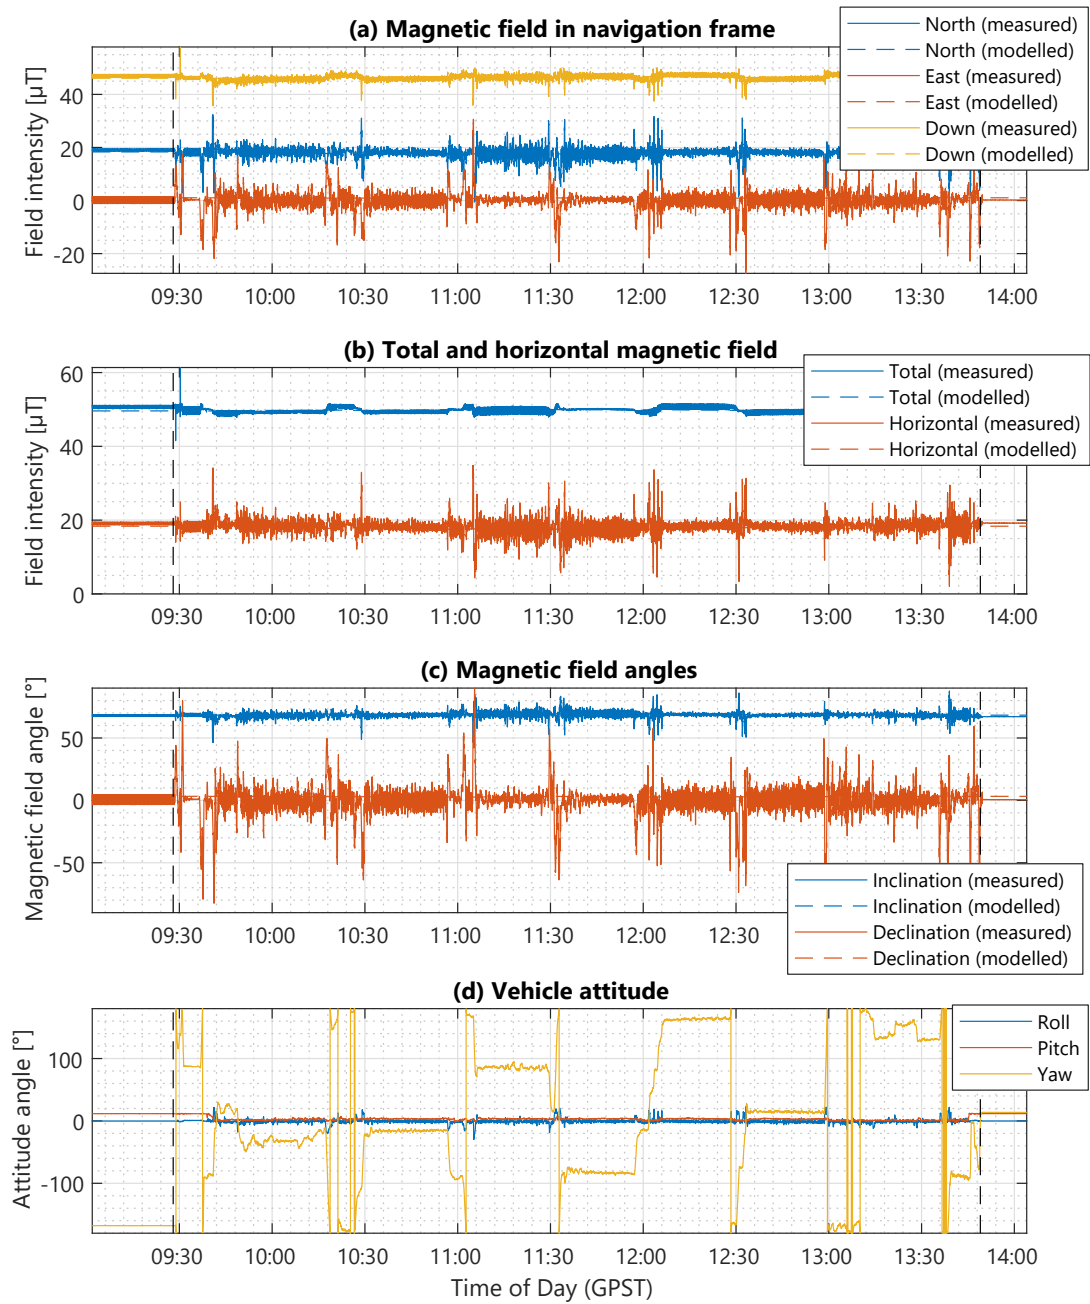 (a) Magnetic field in navigation frame
North (measured)
North (modelled)
East (measured)
East (modelled)
Down (measured)
Down (modelled)
Field intensity [µT]
40
20
0
-20
09:30 10:00 10:30 11:00 11:30 12:00 12:30 13:00 13:30 14:00
(b) Total and horizontal magnetic field
Total (measured)
Total (modelled)
Horizontal (measured)
Horizontal (modelled)
Field intensity [µT]
60
40
20
0
09:30 10:00 10:30 11:00 11:30 12:00 12:30 13:00 13:30 14:00
(c) Magnetic field angles
Magnetic field angle [°]
50
0
-50
09:30 10:00 10:30 11:00 11:30 12:00 12:30
Inclination (measured)
Inclination (modelled)
Declination (measured)
Declination (modelled)
(d) Vehicle attitude
Roll
Pitch
Yaw
Attitude angle [°]
100
0
-100
09:30 10:00 10:30 11:00 11:30 12:00 12:30 13:00 13:30 14:00
Time of Day (GPST)